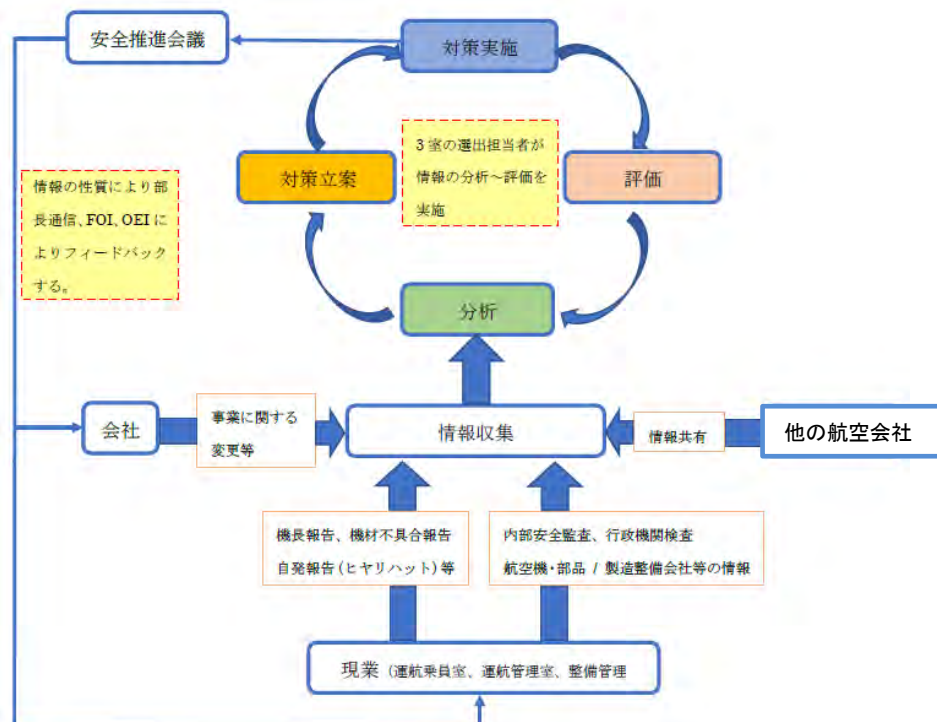 安全推進会議
対策実施
3室の選出担当者が
情報の分析～評価を
実施
対策立案
評価
情報の性質により部
長通信、FOI、OEIに
よりフィードバック
する。
分析
会社
事業に関する
変更等
情報収集
情報共有
他の航空会社
機長報告、機材不具合報告
自発報告(ヒヤリハット)等
内部安全監査、行政機関検査
航空機・部品 / 製造整備会社等の情報
現業 (運航乗員室、運航管理室、整備管理